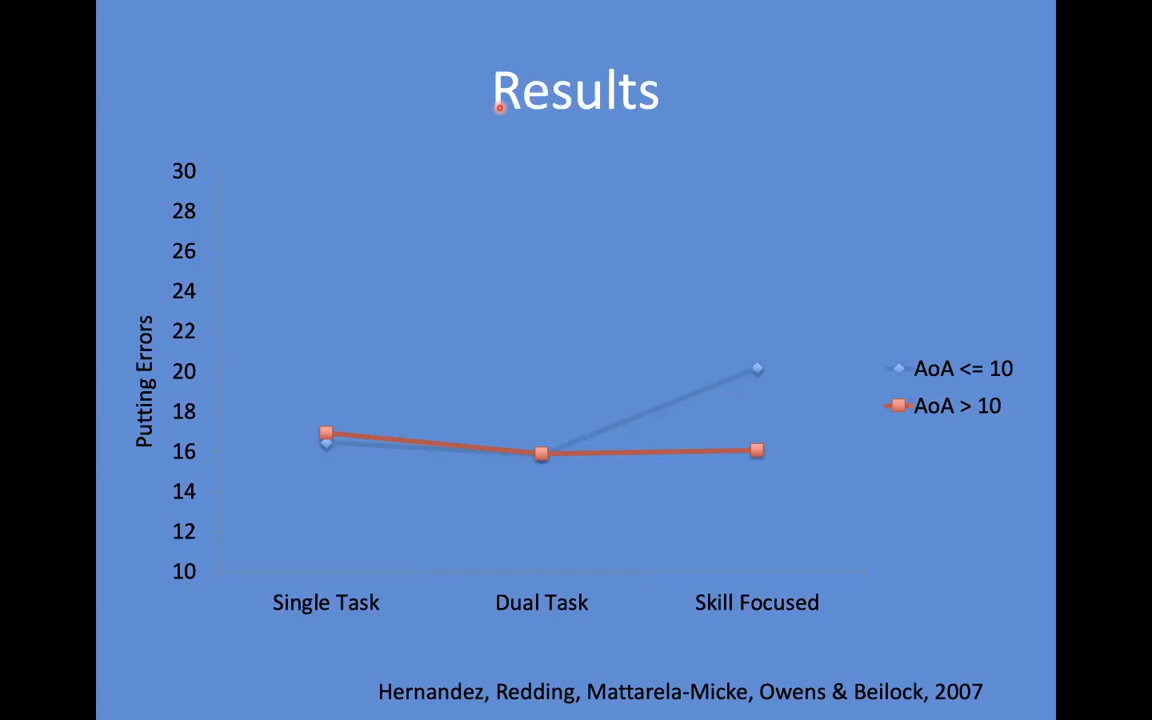 Results
30
28
26
24
22
20
18
16
14
12
10
Putting Errors
AoA <= 10
AoA > 10
Single Task
Dual Task
Skill Focused
Hernandez, Redding, Mattarela-Micke, Owens & Beilock, 2007